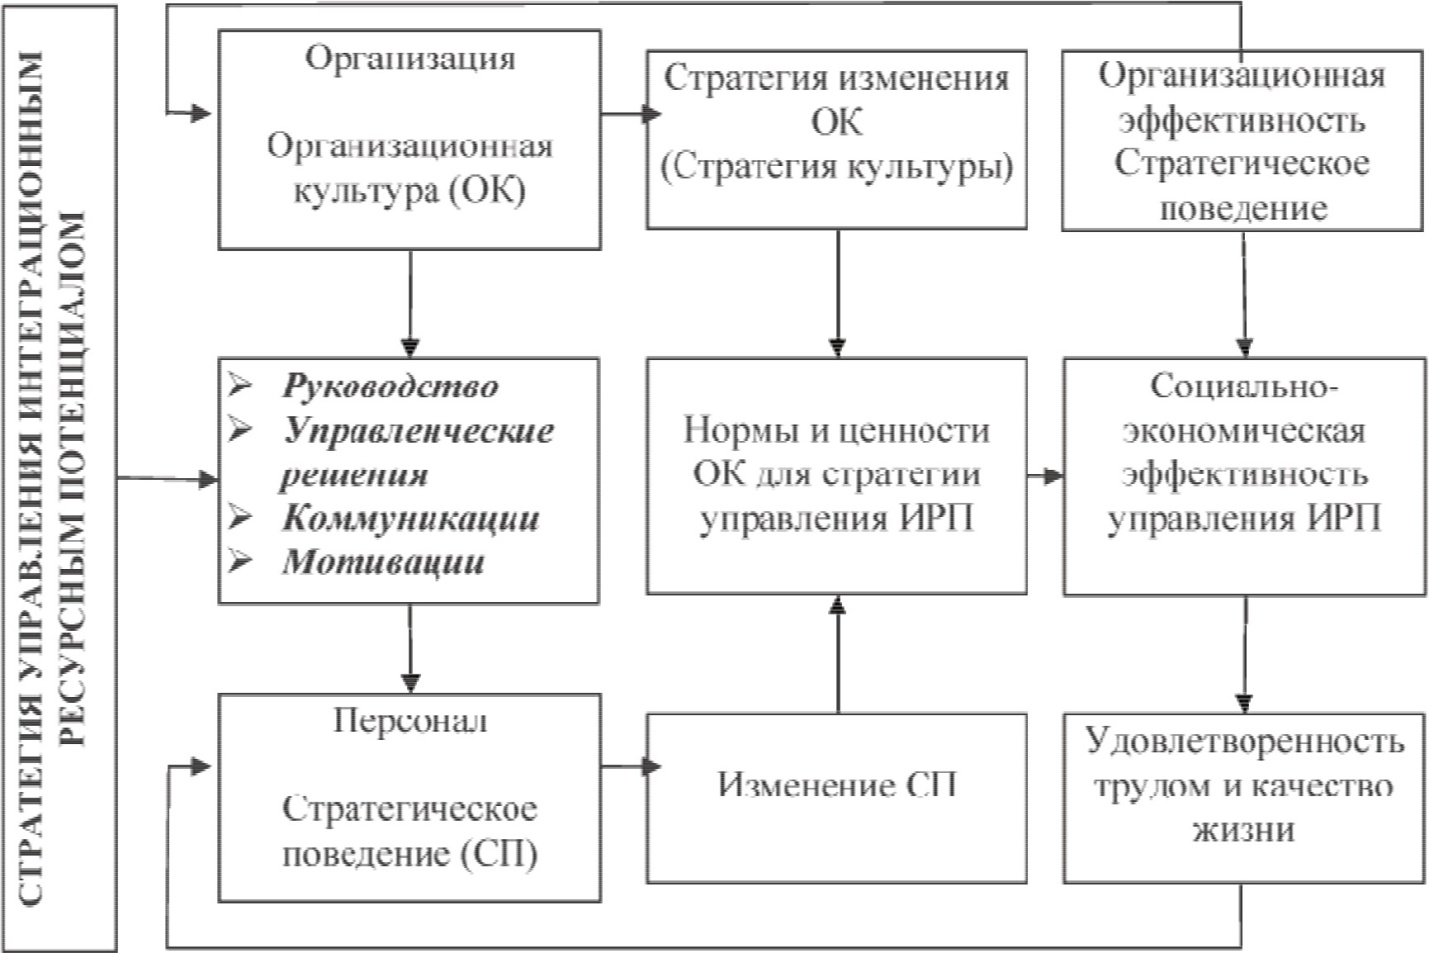 СТРАТЕГИЯ УПРАВЛЕНИЯ ИНТЕГРАЦИОННЫМ
РЕСУРСНЫМ ПОТЕНЦИАЛОМ
Организация
Организационная
культура (ОК)
Стратегия изменения
ОК
(Стратегия культуры)
Организационная
эффективность
Стратегическое
поведение
Руководство
Управленческие
решения
Коммуникации
Мотивации
Нормы и ценности
ОК для стратегии
управления ИРП
Социально-
экономическая
эффективность
управления ИРП
Персонал
Стратегическое
поведение (СП)
Изменение СП
Удовлетворенность
трудом и качество
жизни